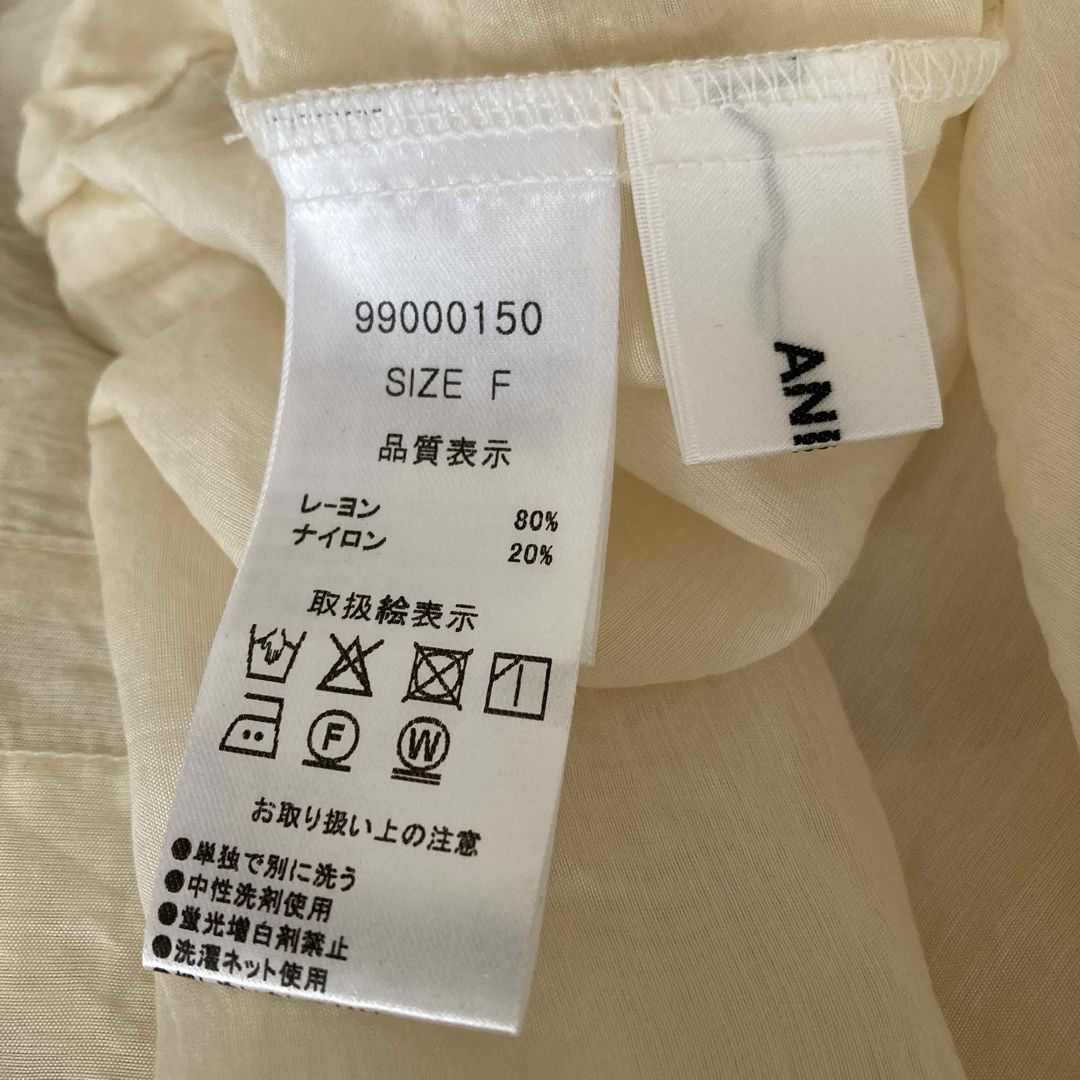 99000150
SIZE F
品質表示
レーヨン 80%
ナイロン 20%
取扱絵表示
F W
お取り扱い上の注意
●単独で別に洗う
●中性洗剤使用
●蛍光増白剤禁止
●洗濯ネット使用
AN